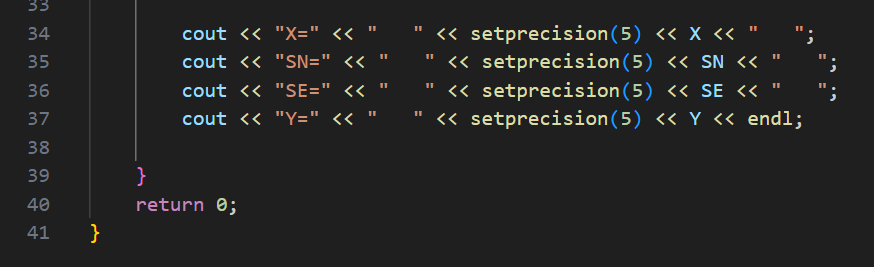 33
34 cout << "X=" << "   " << setprecision(5) << X << "   ";
35 cout << "SN=" << "   " << setprecision(5) << SN << "   ";
36 cout << "SE=" << "   " << setprecision(5) << SE << "   ";
37 cout << "Y=" << "   " << setprecision(5) << Y << endl;
38
39 }
40 return 0;
41 }